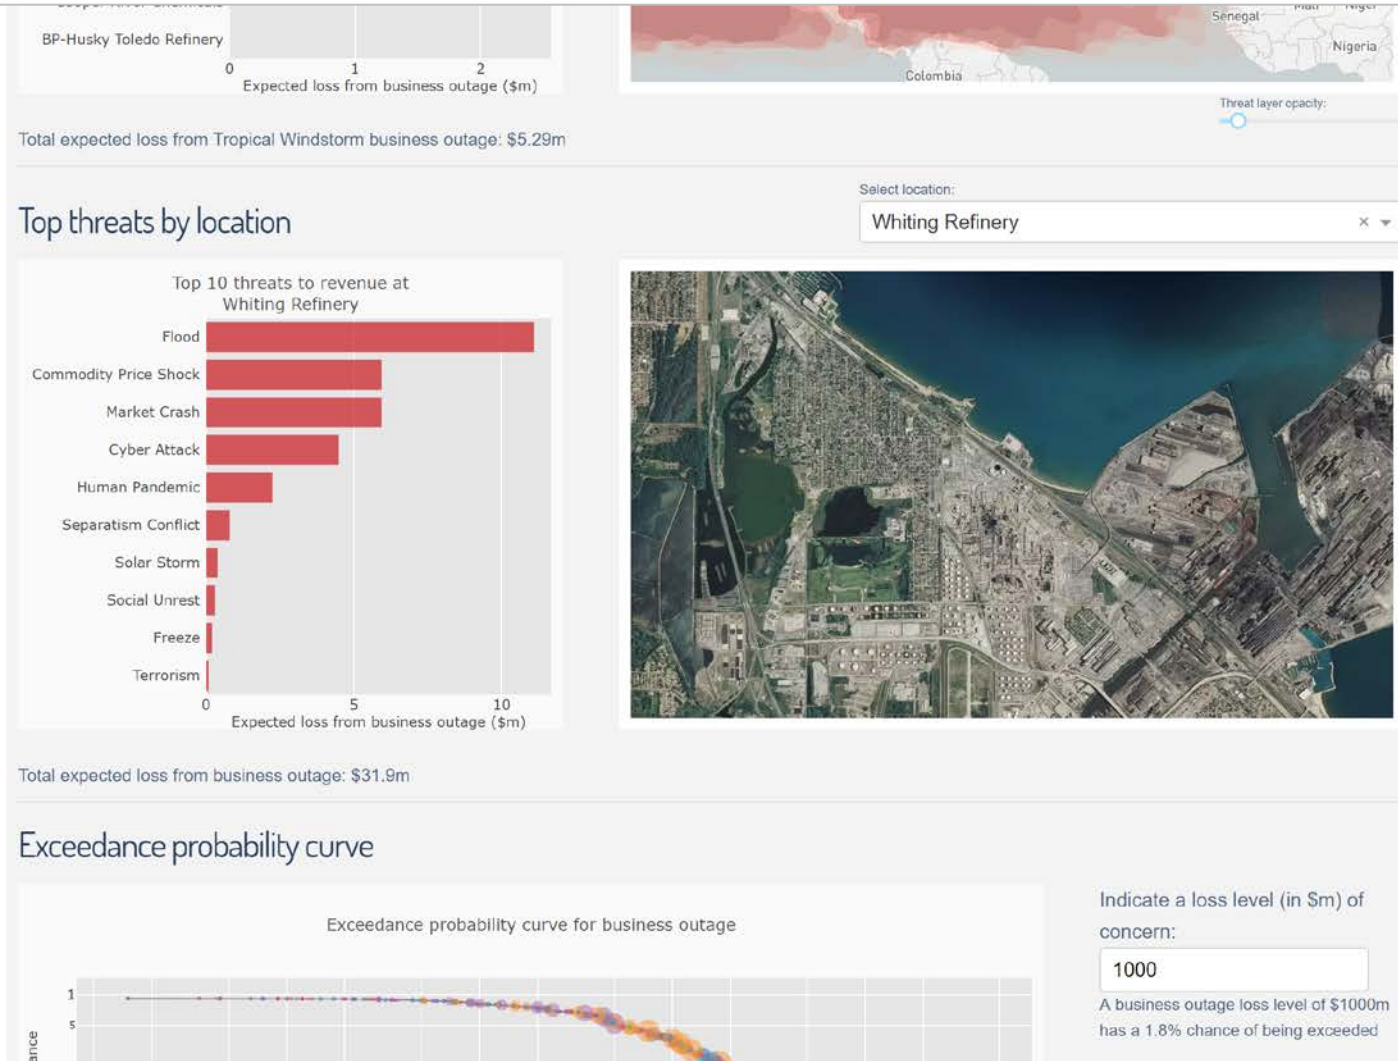 BP-Husky Toledo Refinery
0 1 2
Expected loss from business outage ($m)
Senegal
Nigeria
Colombia
Threat layer opacity:
Total expected loss from Tropical Windstorm business outage: $5.29m
Top threats by location
Select location:
Whiting Refinery
Top 10 threats to revenue at
Whiting Refinery
Flood
Commodity Price Shock
Market Crash
Cyber Attack
Human Pandemic
Separatism Conflict
Solar Storm
Social Unrest
Freeze
Terrorism
0 5 10
Expected loss from business outage ($m)
Total expected loss from business outage: $31.9m
Exceedance probability curve
Exceedance probability curve for business outage
1
5
Indicate a loss level (in $m) of
concern:
1000
A business outage loss level of $1000m
has a 1.8% chance of being exceeded